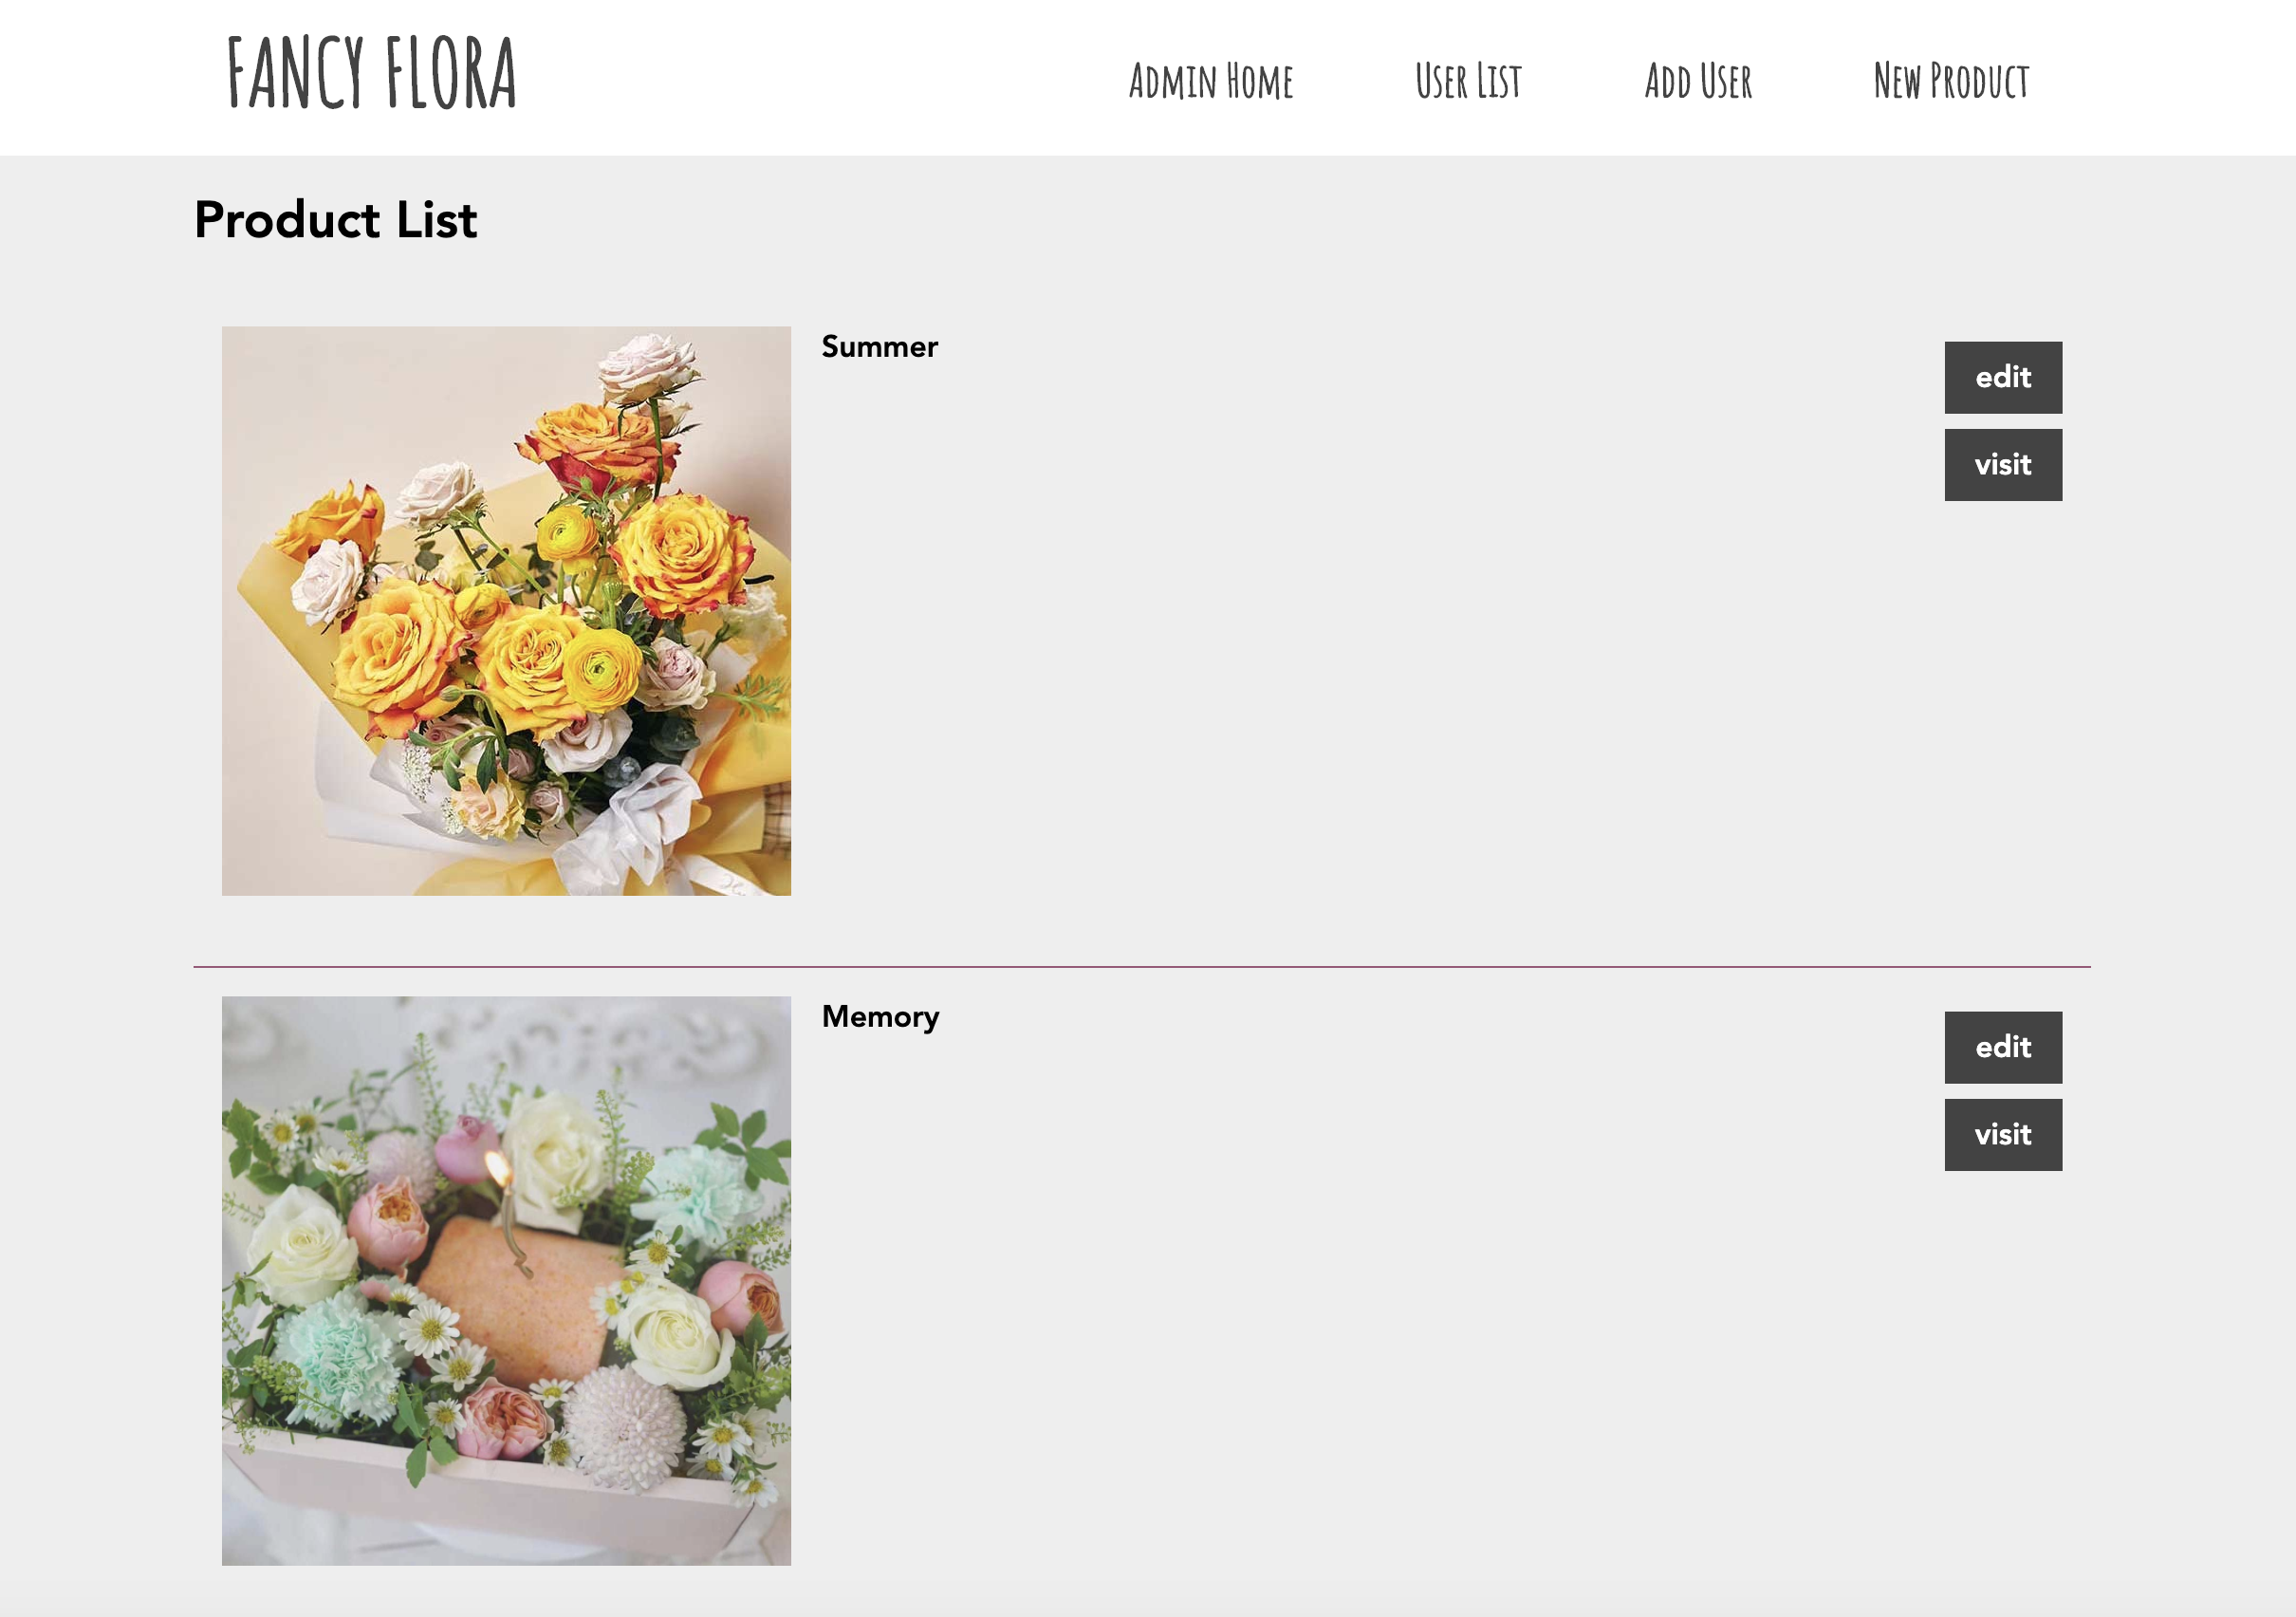 FANCY FLORA
Admin Home User List Add User New Product
Product List
Summer
edit
visit
Memory
edit
visit